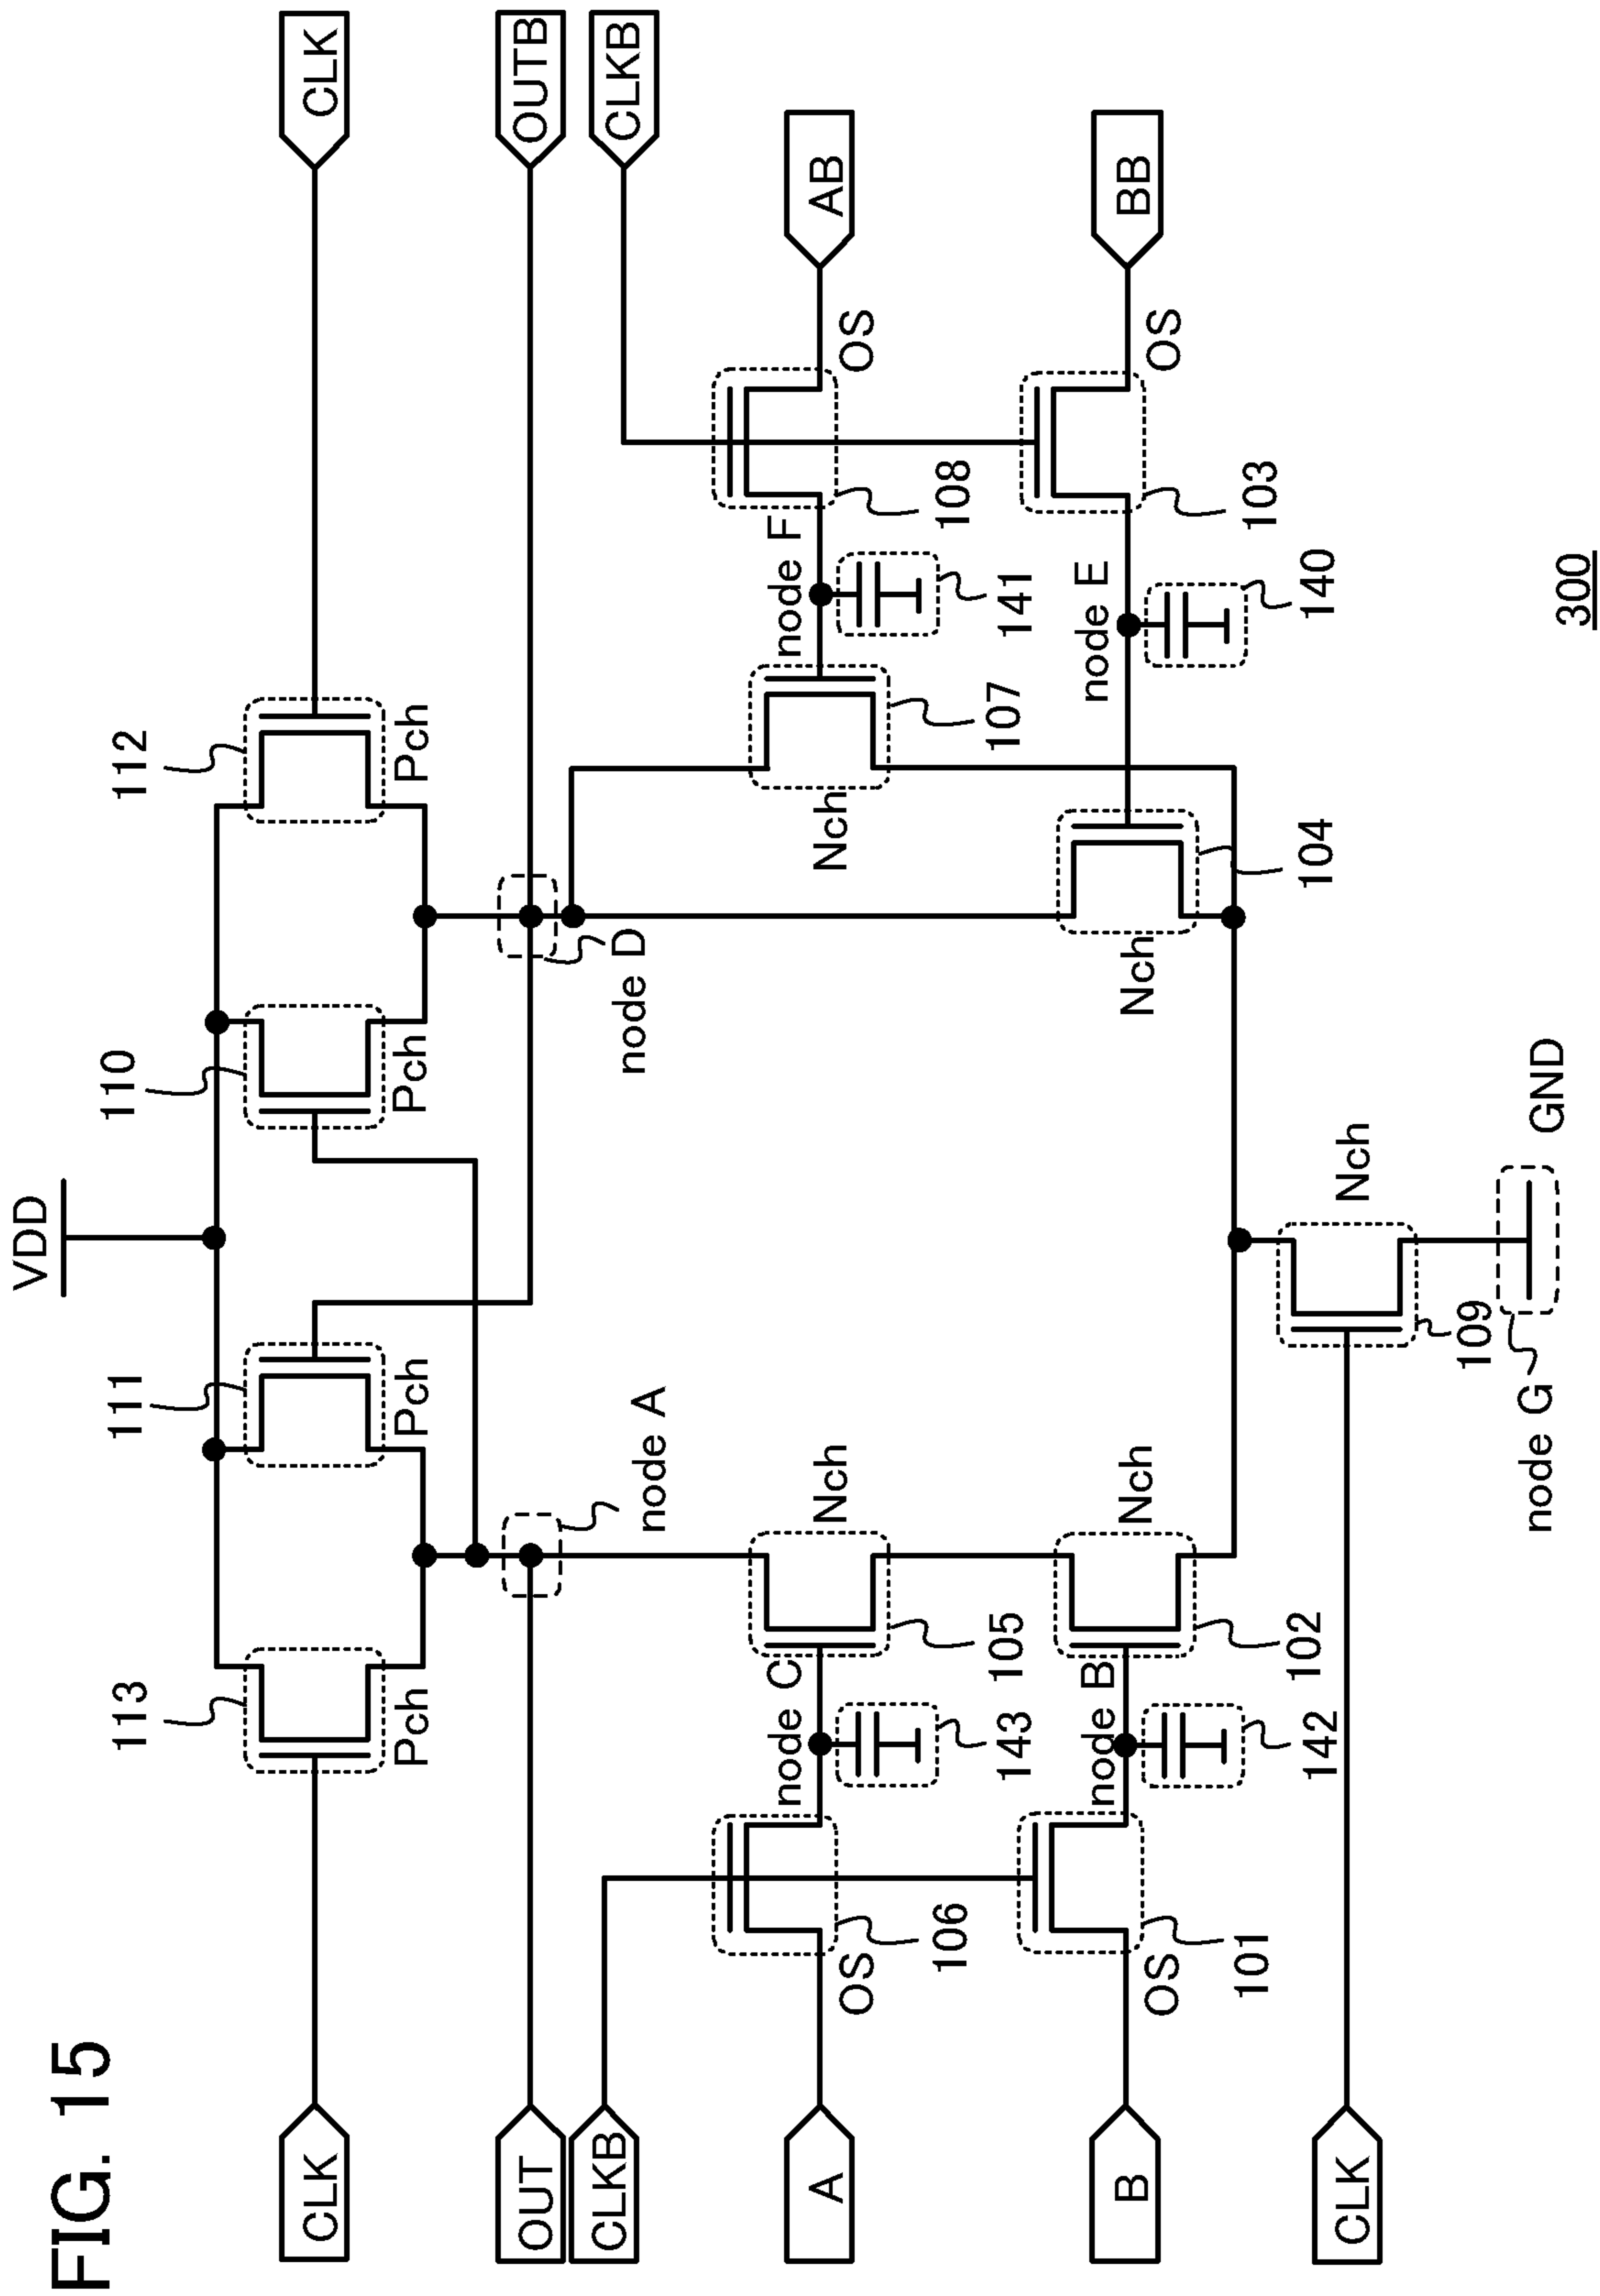 FIG. 15
VDD
113
111
110
112
CLK
Pch
Pch
Pch
Pch
CLK
OUT
node A
node D
OUTB
CLKB
CLKB
A
OS
106
node C
143
105
Nch
Nch
107
node F
141
108
OS
AB
B
OS
101
node B
142
102
Nch
Nch
104
node E
140
103
OS
BB
CLK
109
Nch
node G
GND
300